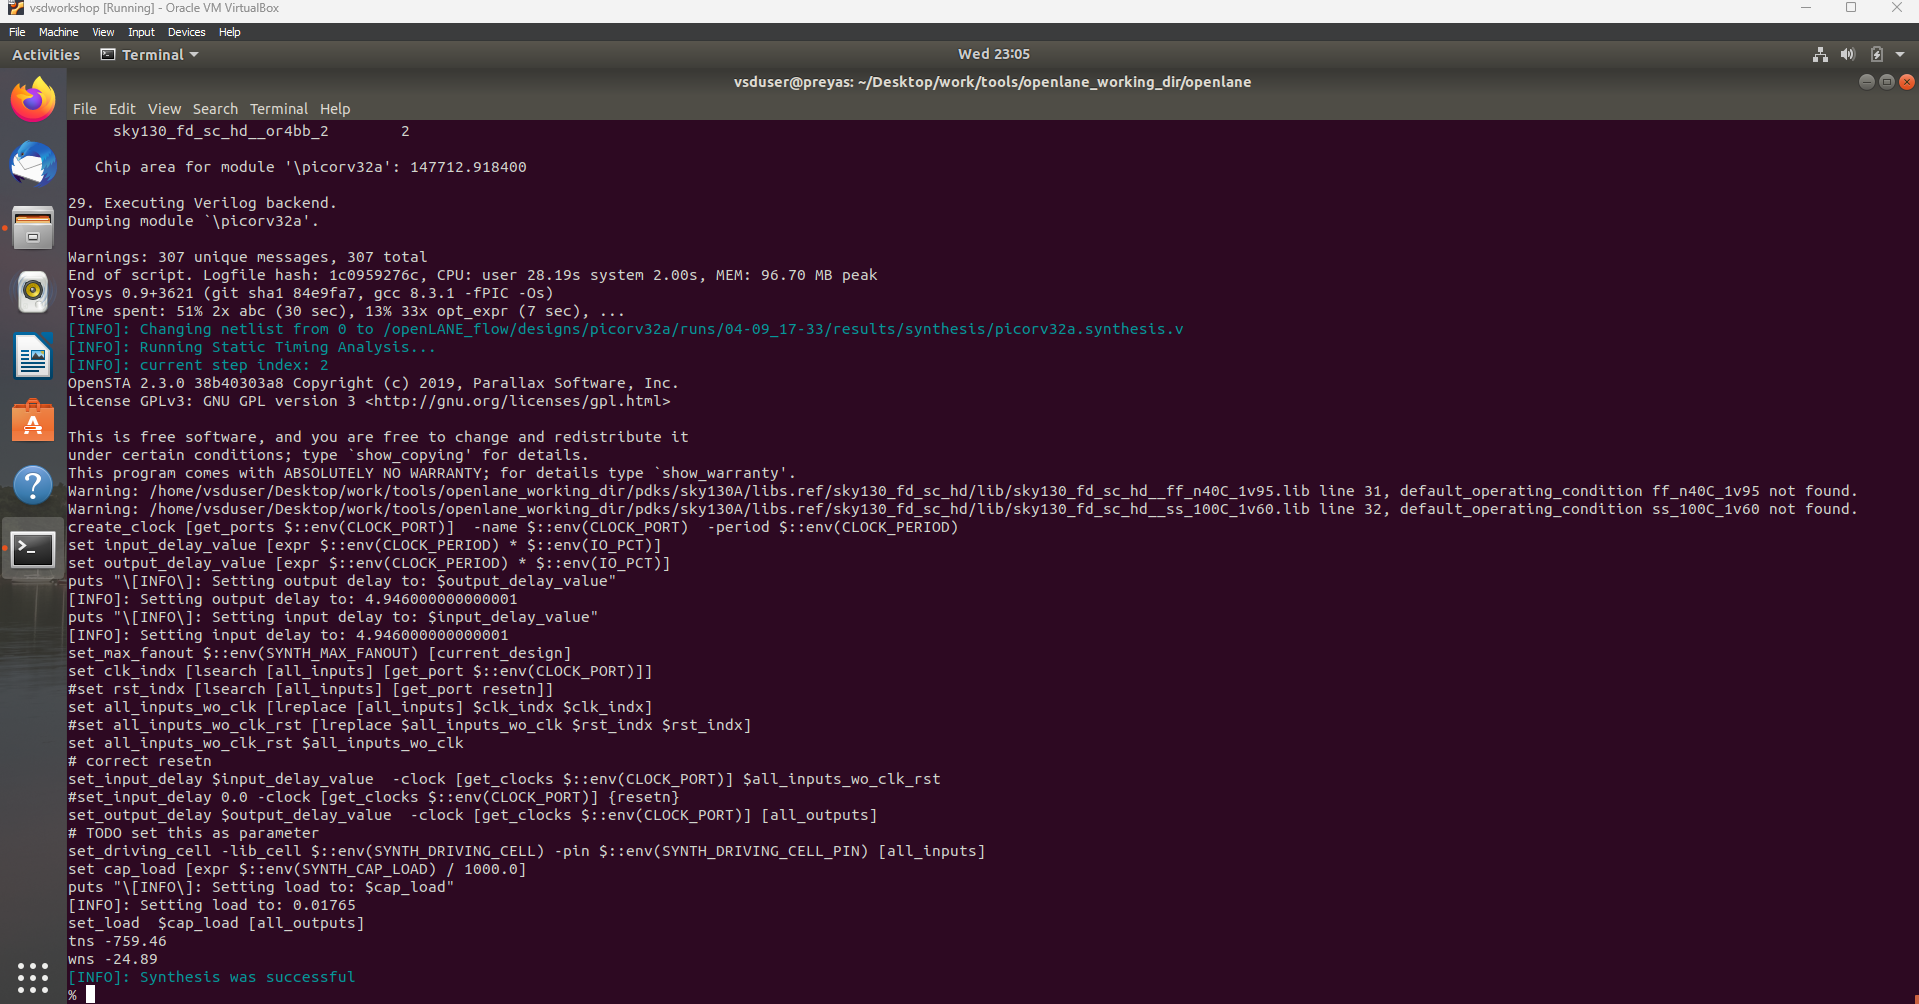 vsdworkshop [Running] - Oracle VM VirtualBox
File Machine View Input Devices Help
Activities Terminal Wed 23:05
vsduser@preyas: ~/Desktop/work/tools/openlane_working_dir/openlane
File Edit View Search Terminal Help
sky130_fd_sc_hd__or4bb_2 2
Chip area for module '\picorv32a': 147712.918400
29. Executing Verilog backend.
Dumping module `\picorv32a'.
Warnings: 307 unique messages, 307 total
End of script. Logfile hash: 1c0959276c, CPU: user 28.19s system 2.00s, MEM: 96.70 MB peak
Yosys 0.9+3621 (git sha1 84e9fa7, gcc 8.3.1 -fPIC -Os)
Time spent: 51% 2x abc (30 sec), 13% 33x opt_expr (7 sec), ...
[INFO]: Changing netlist from 0 to /openLANE_flow/designs/picorv32a/runs/04-09_17-33/results/synthesis/picorv32a.synthesis.v
[INFO]: Running Static Timing Analysis...
[INFO]: current step index: 2
OpenSTA 2.3.0 38b40303a8 Copyright (c) 2019, Parallax Software, Inc.
License GPLv3: GNU GPL version 3 <http://gnu.org/licenses/gpl.html>
This is free software, and you are free to change and redistribute it
under certain conditions; type `show_copying' for details.
This program comes with ABSOLUTELY NO WARRANTY; for details type `show_warranty'.
Warning: /home/vsduser/Desktop/work/tools/openlane_working_dir/pdks/sky130A/libs.ref/sky130_fd_sc_hd/lib/sky130_fd_sc_hd__ff_n40C_1v95.lib line 31, default_operating_condition ff_n40C_1v95 not found.
Warning: /home/vsduser/Desktop/work/tools/openlane_working_dir/pdks/sky130A/libs.ref/sky130_fd_sc_hd/lib/sky130_fd_sc_hd__ss_100C_1v60.lib line 32, default_operating_condition ss_100C_1v60 not found.
create_clock [get_ports $::env(CLOCK_PORT)]  -name $::env(CLOCK_PORT)  -period $::env(CLOCK_PERIOD)
set input_delay_value [expr $::env(CLOCK_PERIOD) * $::env(IO_PCT)]
set output_delay_value [expr $::env(CLOCK_PERIOD) * $::env(IO_PCT)]
puts "\[INFO\]: Setting output delay to: $output_delay_value"
[INFO]: Setting output delay to: 4.946000000000001
puts "\[INFO\]: Setting input delay to: $input_delay_value"
[INFO]: Setting input delay to: 4.946000000000001
set_max_fanout $::env(SYNTH_MAX_FANOUT) [current_design]
set clk_indx [lsearch [all_inputs] [get_port $::env(CLOCK_PORT)]]
#set rst_indx [lsearch [all_inputs] [get_port resetn]]
set all_inputs_wo_clk [lreplace [all_inputs] $clk_indx $clk_indx]
#set all_inputs_wo_clk_rst [lreplace $all_inputs_wo_clk $rst_indx $rst_indx]
set all_inputs_wo_clk_rst $all_inputs_wo_clk
# correct resetn
set_input_delay $input_delay_value  -clock [get_clocks $::env(CLOCK_PORT)] $all_inputs_wo_clk_rst
#set_input_delay 0.0 -clock [get_clocks $::env(CLOCK_PORT)] {resetn}
set_output_delay $output_delay_value  -clock [get_clocks $::env(CLOCK_PORT)] [all_outputs]
# TODO set this as parameter
set_driving_cell -lib_cell $::env(SYNTH_DRIVING_CELL) -pin $::env(SYNTH_DRIVING_CELL_PIN) [all_inputs]
set cap_load [expr $::env(SYNTH_CAP_LOAD) / 1000.0]
puts "\[INFO\]: Setting load to: $cap_load"
[INFO]: Setting load to: 0.01765
set_load  $cap_load [all_outputs]
tns -759.46
wns -24.89
[INFO]: Synthesis was successful
%